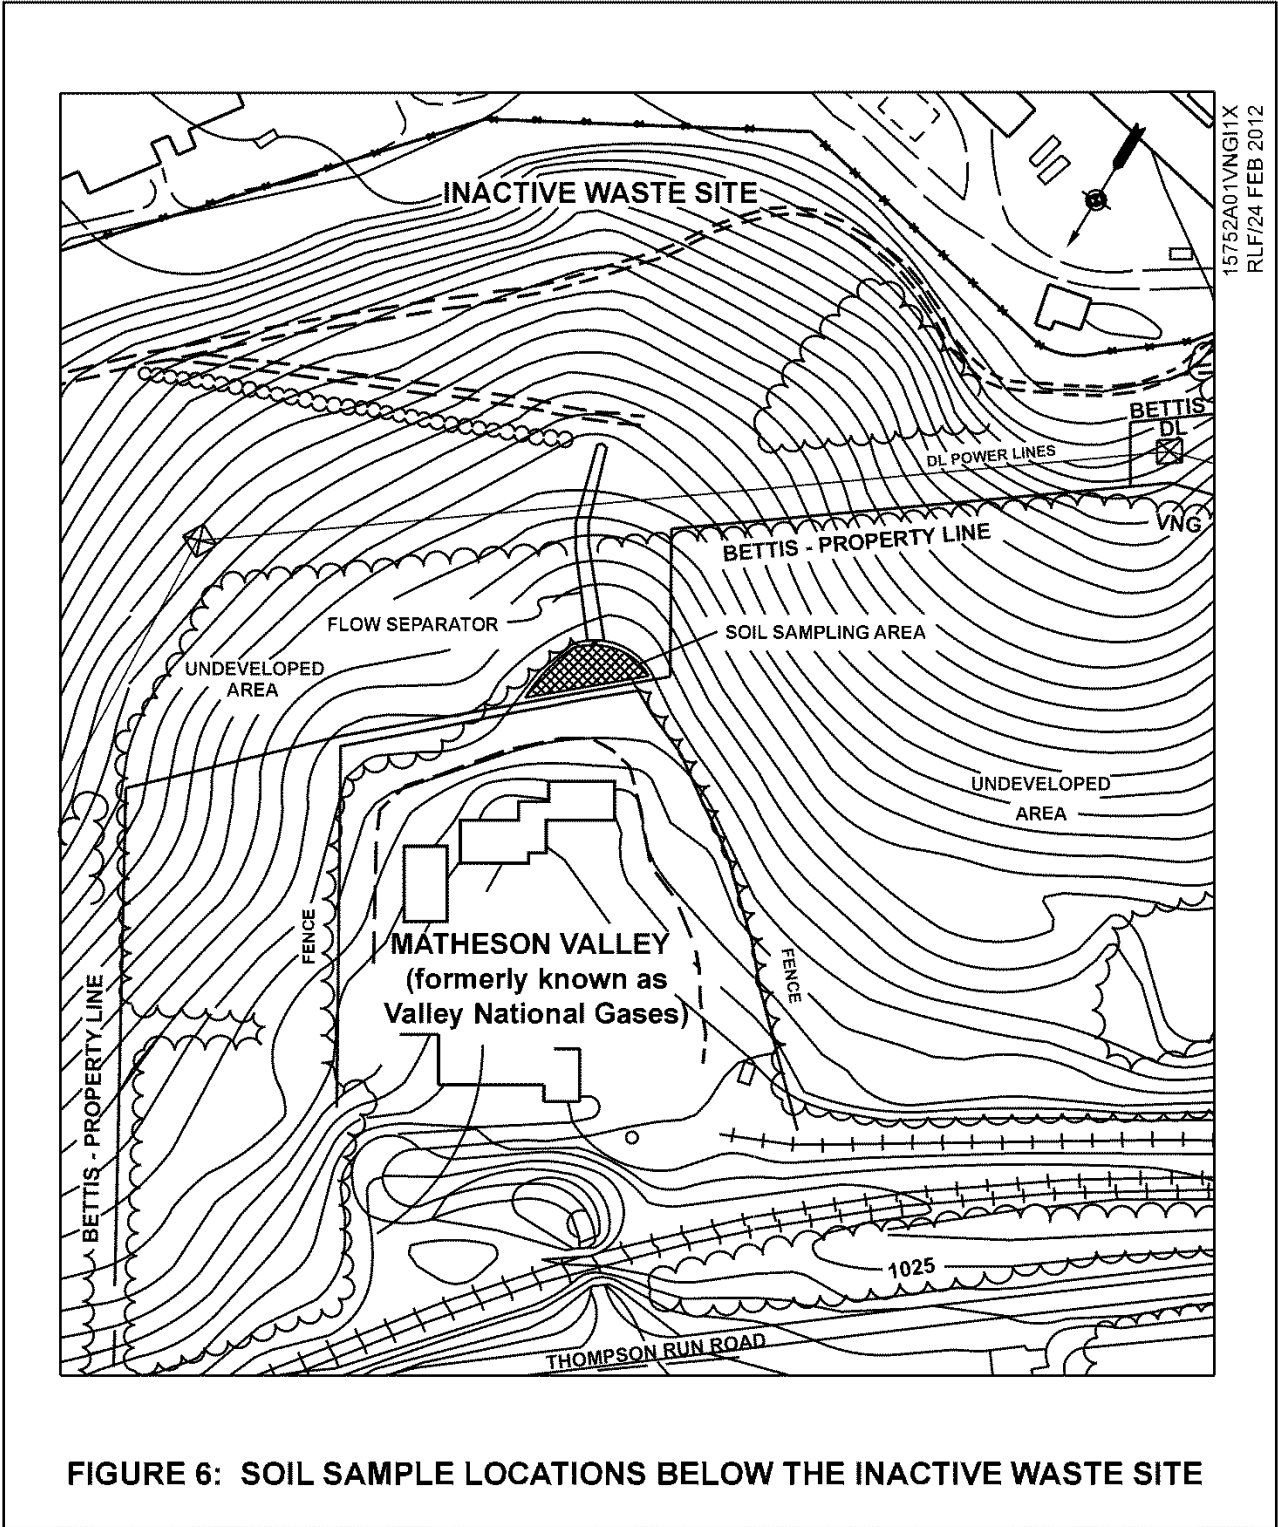 15752A01VNGI1X
RLF/24 FEB 2012
INACTIVE WASTE SITE
BETTIS
DL
DL POWER LINES
VNG
BETTIS - PROPERTY LINE
FLOW SEPARATOR
SOIL SAMPLING AREA
UNDEVELOPED
AREA
UNDEVELOPED
AREA
FENCE
MATHESON VALLEY
(formerly known as
Valley National Gases)
FENCE
BETTIS - PROPERTY LINE
1025
THOMPSON RUN ROAD
FIGURE 6: SOIL SAMPLE LOCATIONS BELOW THE INACTIVE WASTE SITE